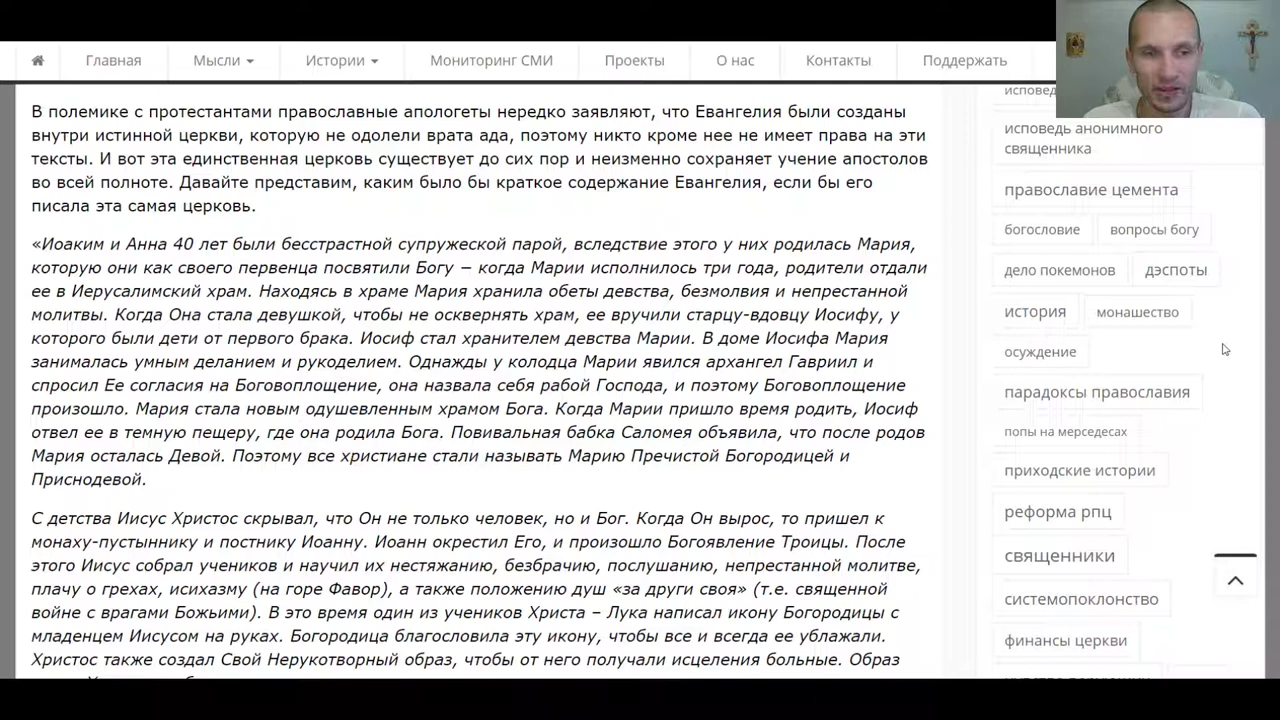 Главная
Мысли
Истории
Мониторинг СМИ
Проекты
О нас
Контакты
Поддержать
В полемике с протестантами православные апологеты нередко заявляют, что Евангелия были созданы
внутри истинной церкви, которую не одолели врата ада, поэтому никто кроме нее не имеет права на эти
тексты. И вот эта единственная церковь существует до сих пор и неизменно сохраняет учение апостолов
во всей полноте. Давайте представим, каким было бы краткое содержание Евангелия, если бы его
писала эта самая церковь.
«Иоаким и Анна 40 лет были бесстрастной супружеской парой, вследствие этого у них родилась Мария,
которую они как своего первенца посвятили Богу – когда Марии исполнилось три года, родители отдали
ее в Иерусалимский храм. Находясь в храме Мария хранила обеты девства, безмолвия и непрестанной
молитвы. Когда Она стала девушкой, чтобы не осквернять храм, ее вручили старцу-вдовцу Иосифу, у
которого были дети от первого брака. Иосиф стал хранителем девства Марии. В доме Иосифа Мария
занималась умным деланием и рукоделием. Однажды у колодца Марии явился архангел Гавриил и
спросил Ее согласия на Боговоплощение, она назвала себя рабой Господа, и поэтому Боговоплощение
произошло. Мария стала новым одушевленным храмом Бога. Когда Марии пришло время родить, Иосиф
отвел ее в темную пещеру, где она родила Бога. Повивальная бабка Саломея объявила, что после родов
Мария осталась Девой. Поэтому все христиане стали называть Марию Пречистой Богородицей и
Приснодевой.
С детства Иисус Христос скрывал, что Он не только человек, но и Бог. Когда Он вырос, то пришел к
монаху-пустыннику и постнику Иоанну. Иоанн окрестил Его, и произошло Богоявление Троицы. После
этого Иисус собрал учеников и научил их нестяжанию, безбрачию, послушанию, непрестанной молитве,
плачу о грехах, исихазму (на горе Фавор), а также положению душ «за други своя» (т.е. священной
войне с врагами Божьими). В это время один из учеников Христа – Лука написал икону Богородицы с
младенцем Иисусом на руках. Богородица благословила эту икону, чтобы все и всегда ее ублажали.
Христос также создал Свой Нерукотворный образ, чтобы от него получали исцеления больные. Образ
исповедь анонимного
священника
православие цемента
богословие
вопросы богу
дело покемонов
дэспоты
история
монашество
осуждение
парадоксы православия
попы на мерседесах
приходские истории
реформа рпц
священники
системопоклонство
финансы церкви